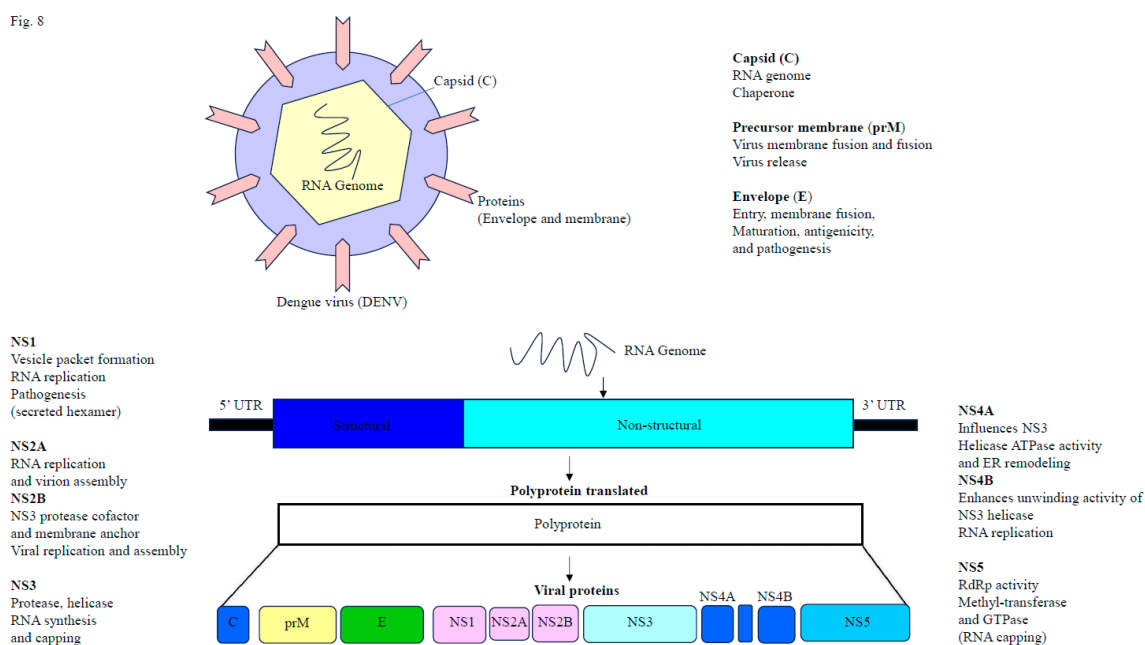 Fig. 8
Capsid (C)
RNA Genome
Proteins
(Envelope and membrane)
Dengue virus (DENV)
Capsid (C)
RNA genome
Chaperone
Precursor membrane (prM)
Virus membrane fusion and fusion
Virus release
Envelope (E)
Entry, membrane fusion,
Maturation, antigenicity,
and pathogenesis
NS1
Vesicle packet formation
RNA replication
Pathogenesis
(secreted hexamer)
NS2A
RNA replication
and virion assembly
NS2B
NS3 protease cofactor
and membrane anchor
Viral replication and assembly
NS3
Protease, helicase
RNA synthesis
and capping
RNA Genome
5’ UTR
Structural
Non-structural
3’ UTR
Polyprotein translated
Polyprotein
Viral proteins
C
prM
E
NS1
NS2A
NS2B
NS3
NS4A
NS4B
NS5
NS4A
Influences NS3
Helicase ATPase activity
and ER remodeling
NS4B
Enhances unwinding activity of
NS3 helicase
RNA replication
NS5
RdRp activity
Methyl-transferase
and GTPase
(RNA capping)